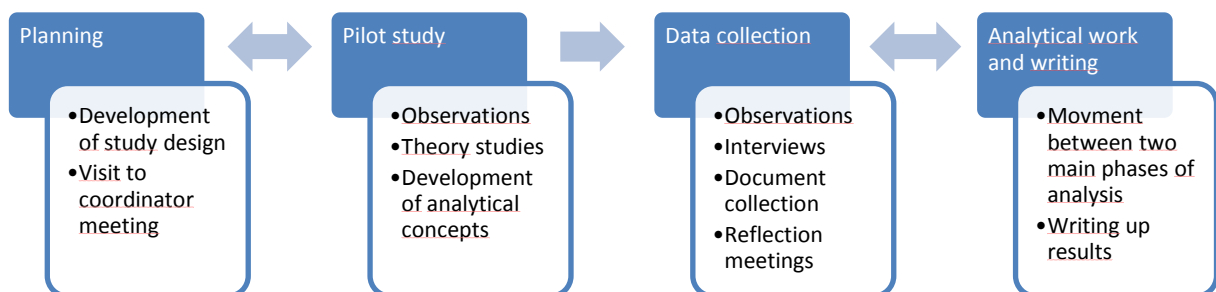 Planning
•Development
of study design
•Visit to
coordinator
meeting
Pilot study
•Observations
•Theory studies
•Development
of analytical
concepts
Data collection
•Observations
•Interviews
•Document
collection
•Reflection
meetings
Analytical work
and writing
•Movment
between two
main phases of
analysis
•Writing up
results